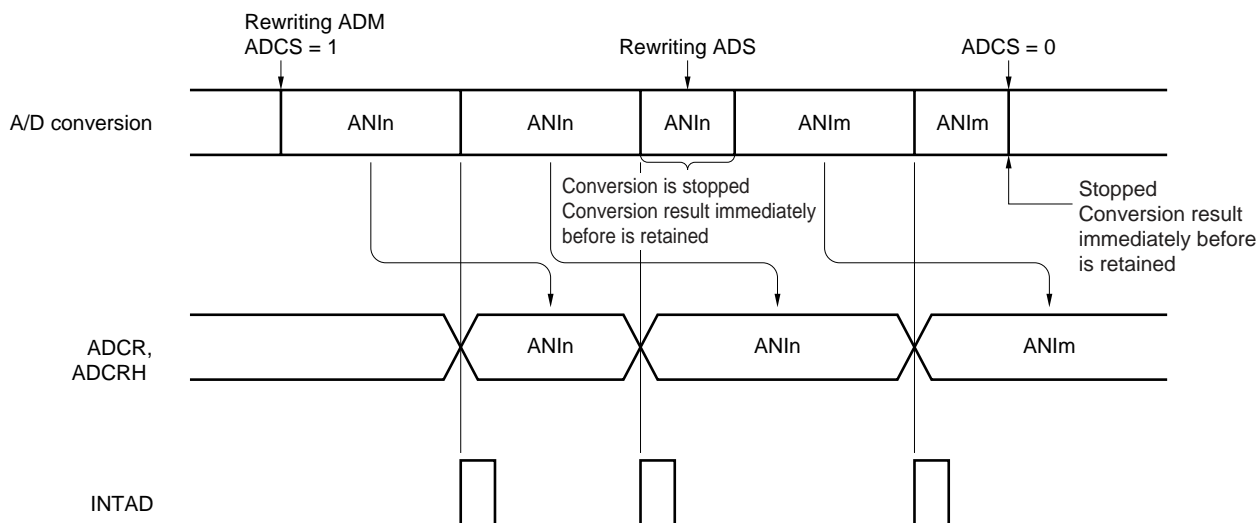 Rewriting ADM
ADCS = 1
Rewriting ADS
ADCS = 0
A/D conversion
ANIn
ANIn
ANIn
ANIm
ANIm
Conversion is stopped
Conversion result immediately
before is retained
Stopped
Conversion result
immediately before
is retained
ADCR,
ADCRH
ANIn
ANIn
ANIm
INTAD